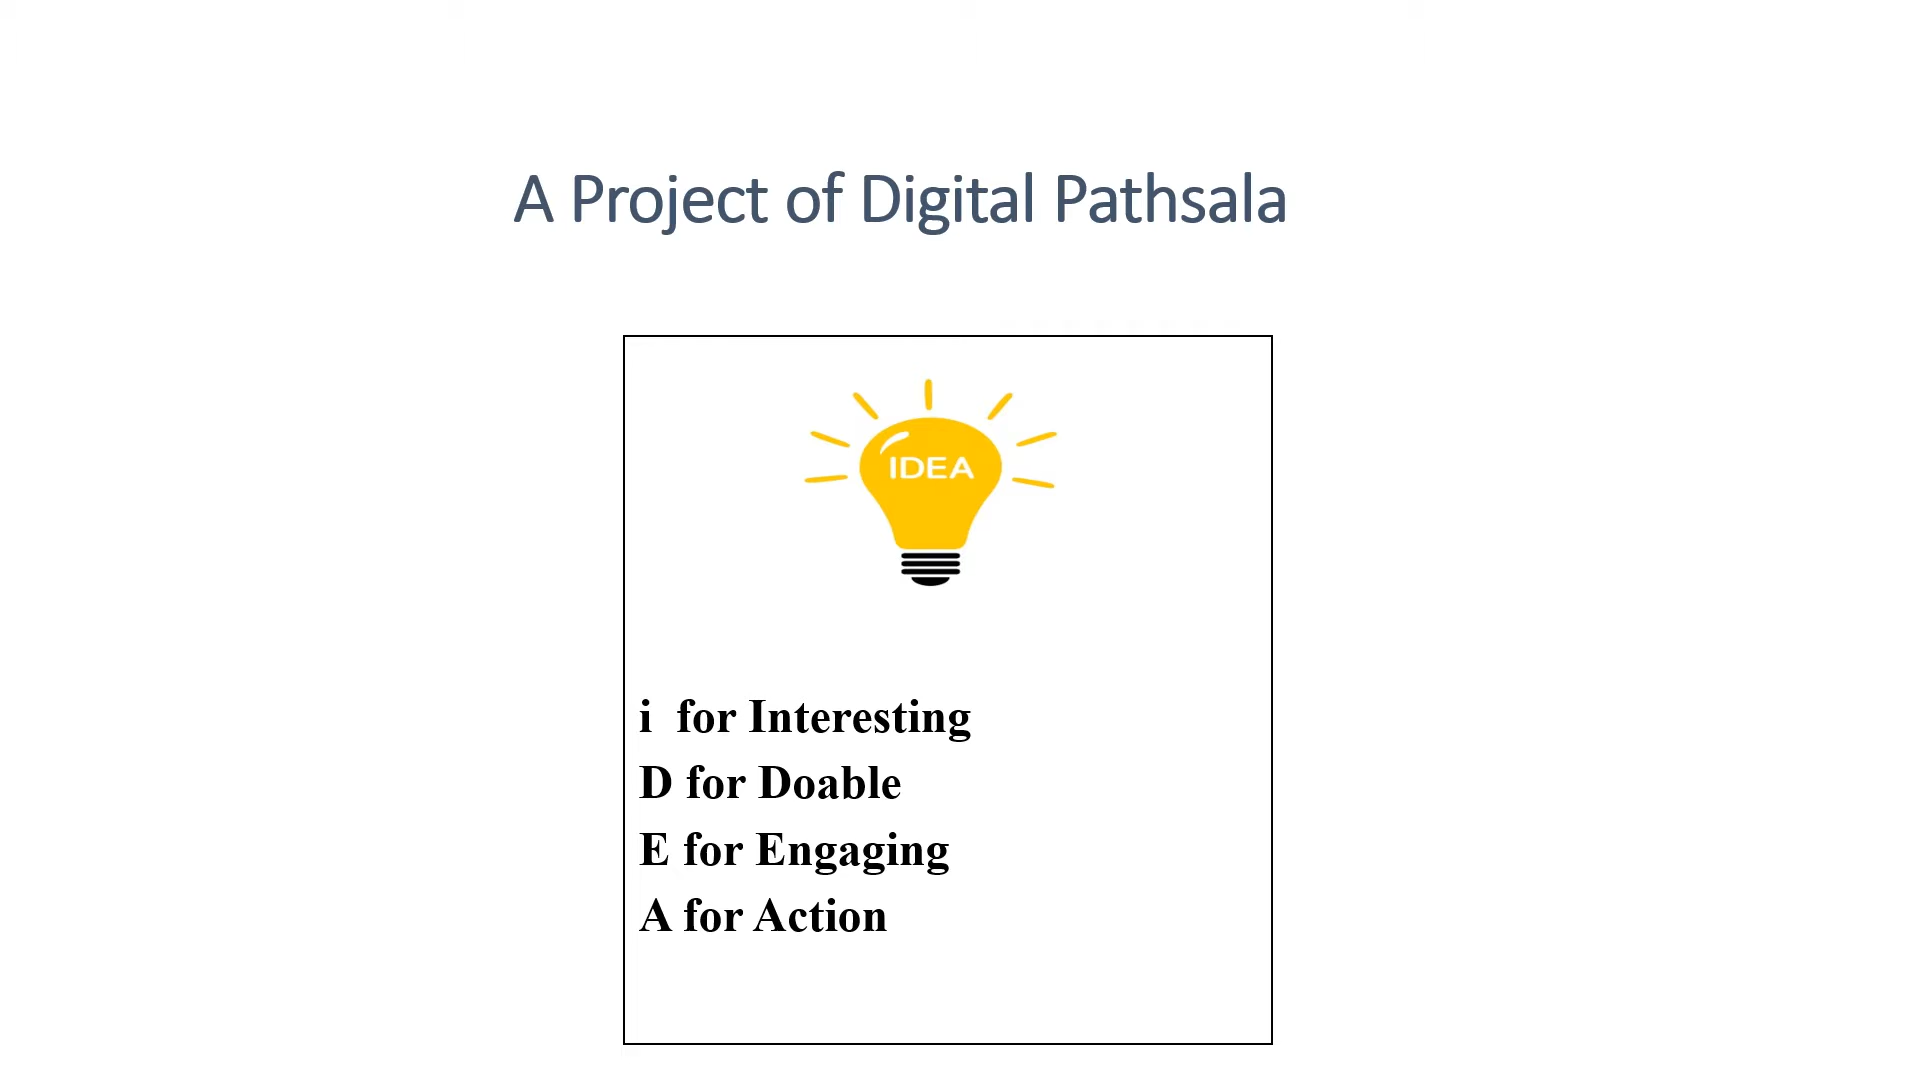 A Project of Digital Pathsala
IDEA
i  for Interesting
D for Doable
E for Engaging
A for Action